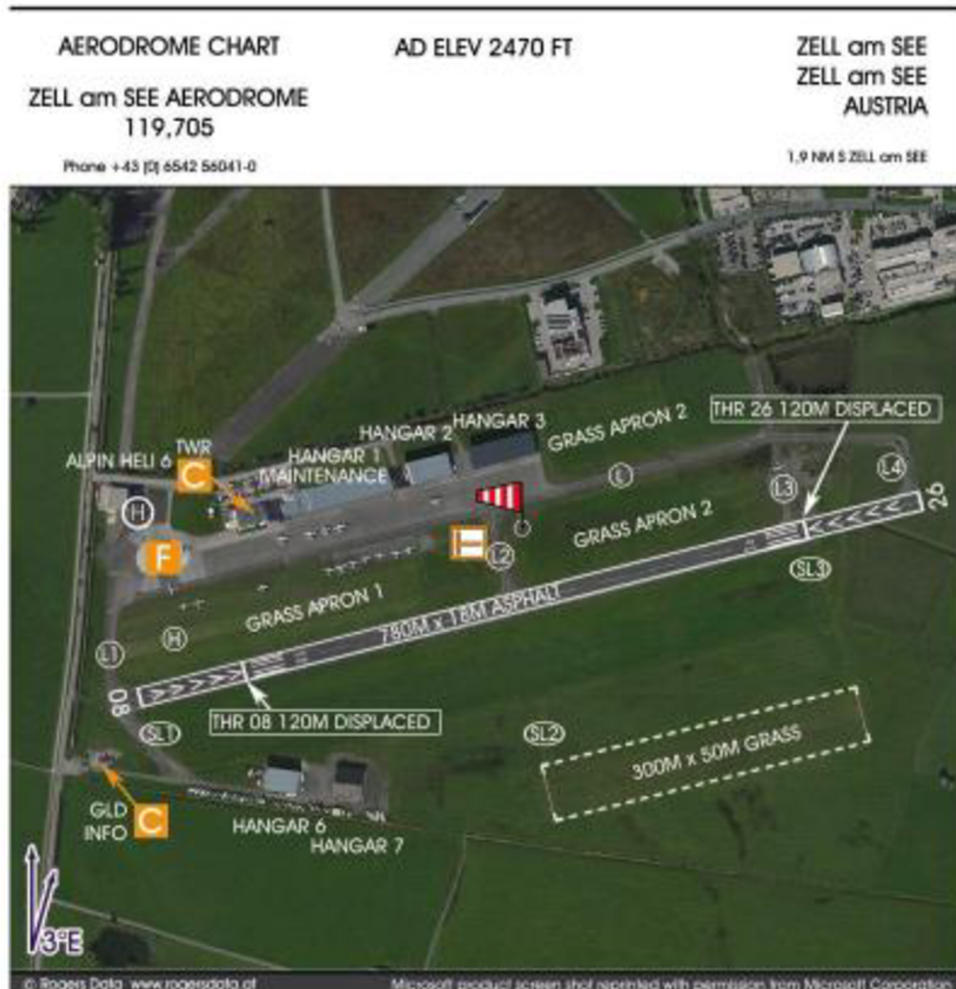 AERODROME CHART
ZELL am SEE AERODROME
119,705
Phone +43 (0) 6542 56041-0
AD ELEV 2470 FT
ZELL am SEE
ZELL am SEE
AUSTRIA
1,9 NM S ZELL am SEE
THR 26 120M DISPLACED
HANGAR 3
GRASS APRON 2
HANGAR 2
TWR
HANGAR 1
MAINTENANCE
ALPIN HELI 6
C
H
F
L
L3
L4
26
GRASS APRON 2
L2
SL3
GRASS APRON 1
780M x 18M ASPHALT
H
L1
08
THR 08 120M DISPLACED
SL1
SL2
300M x 50M GRASS
GLD
INFO
C
HANGAR 6
HANGAR 7
3°E
© Rogers Data www.rogersdata.at
Microsoft product screen shot reprinted with permission from Microsoft Corporation